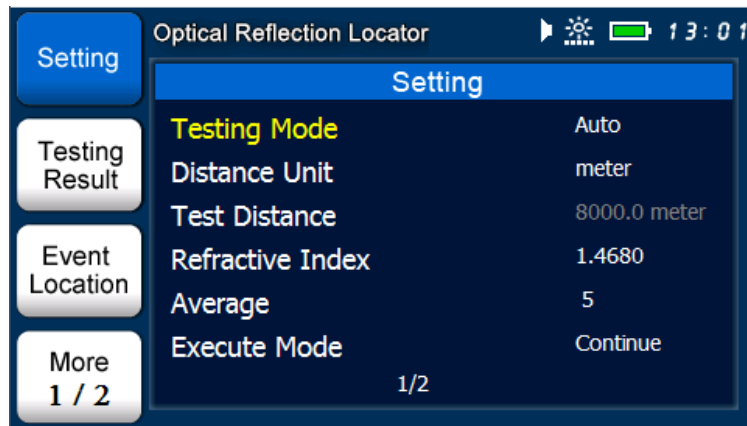 Optical Reflection Locator 13:01
Setting
Testing
Result
Event
Location
More
1 / 2
Setting
Testing Mode Auto
Distance Unit meter
Test Distance 8000.0 meter
Refractive Index 1.4680
Average 5
Execute Mode Continue
1/2